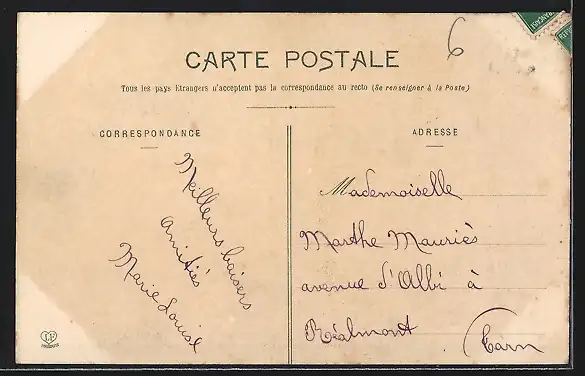 6
CARTE POSTALE
Tous les pays Etrangers n'acceptent pas la correspondance au recto (Se renseigner à la Poste)
CORRESPONDANCE
Meilleurs baisers
Amitiés
Marie Louise
ADRESSE
Mademoiselle
Marthe Mauriès
avenue d'Albi à
Réalmont (Tarn